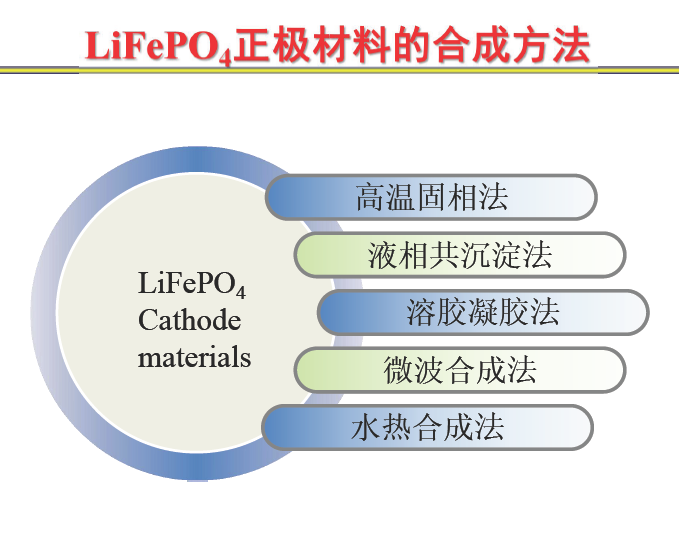 LiFePO₄正极材料的合成方法
高温固相法
液相共沉淀法
LiFePO₄
Cathode
materials
溶胶凝胶法
微波合成法
水热合成法